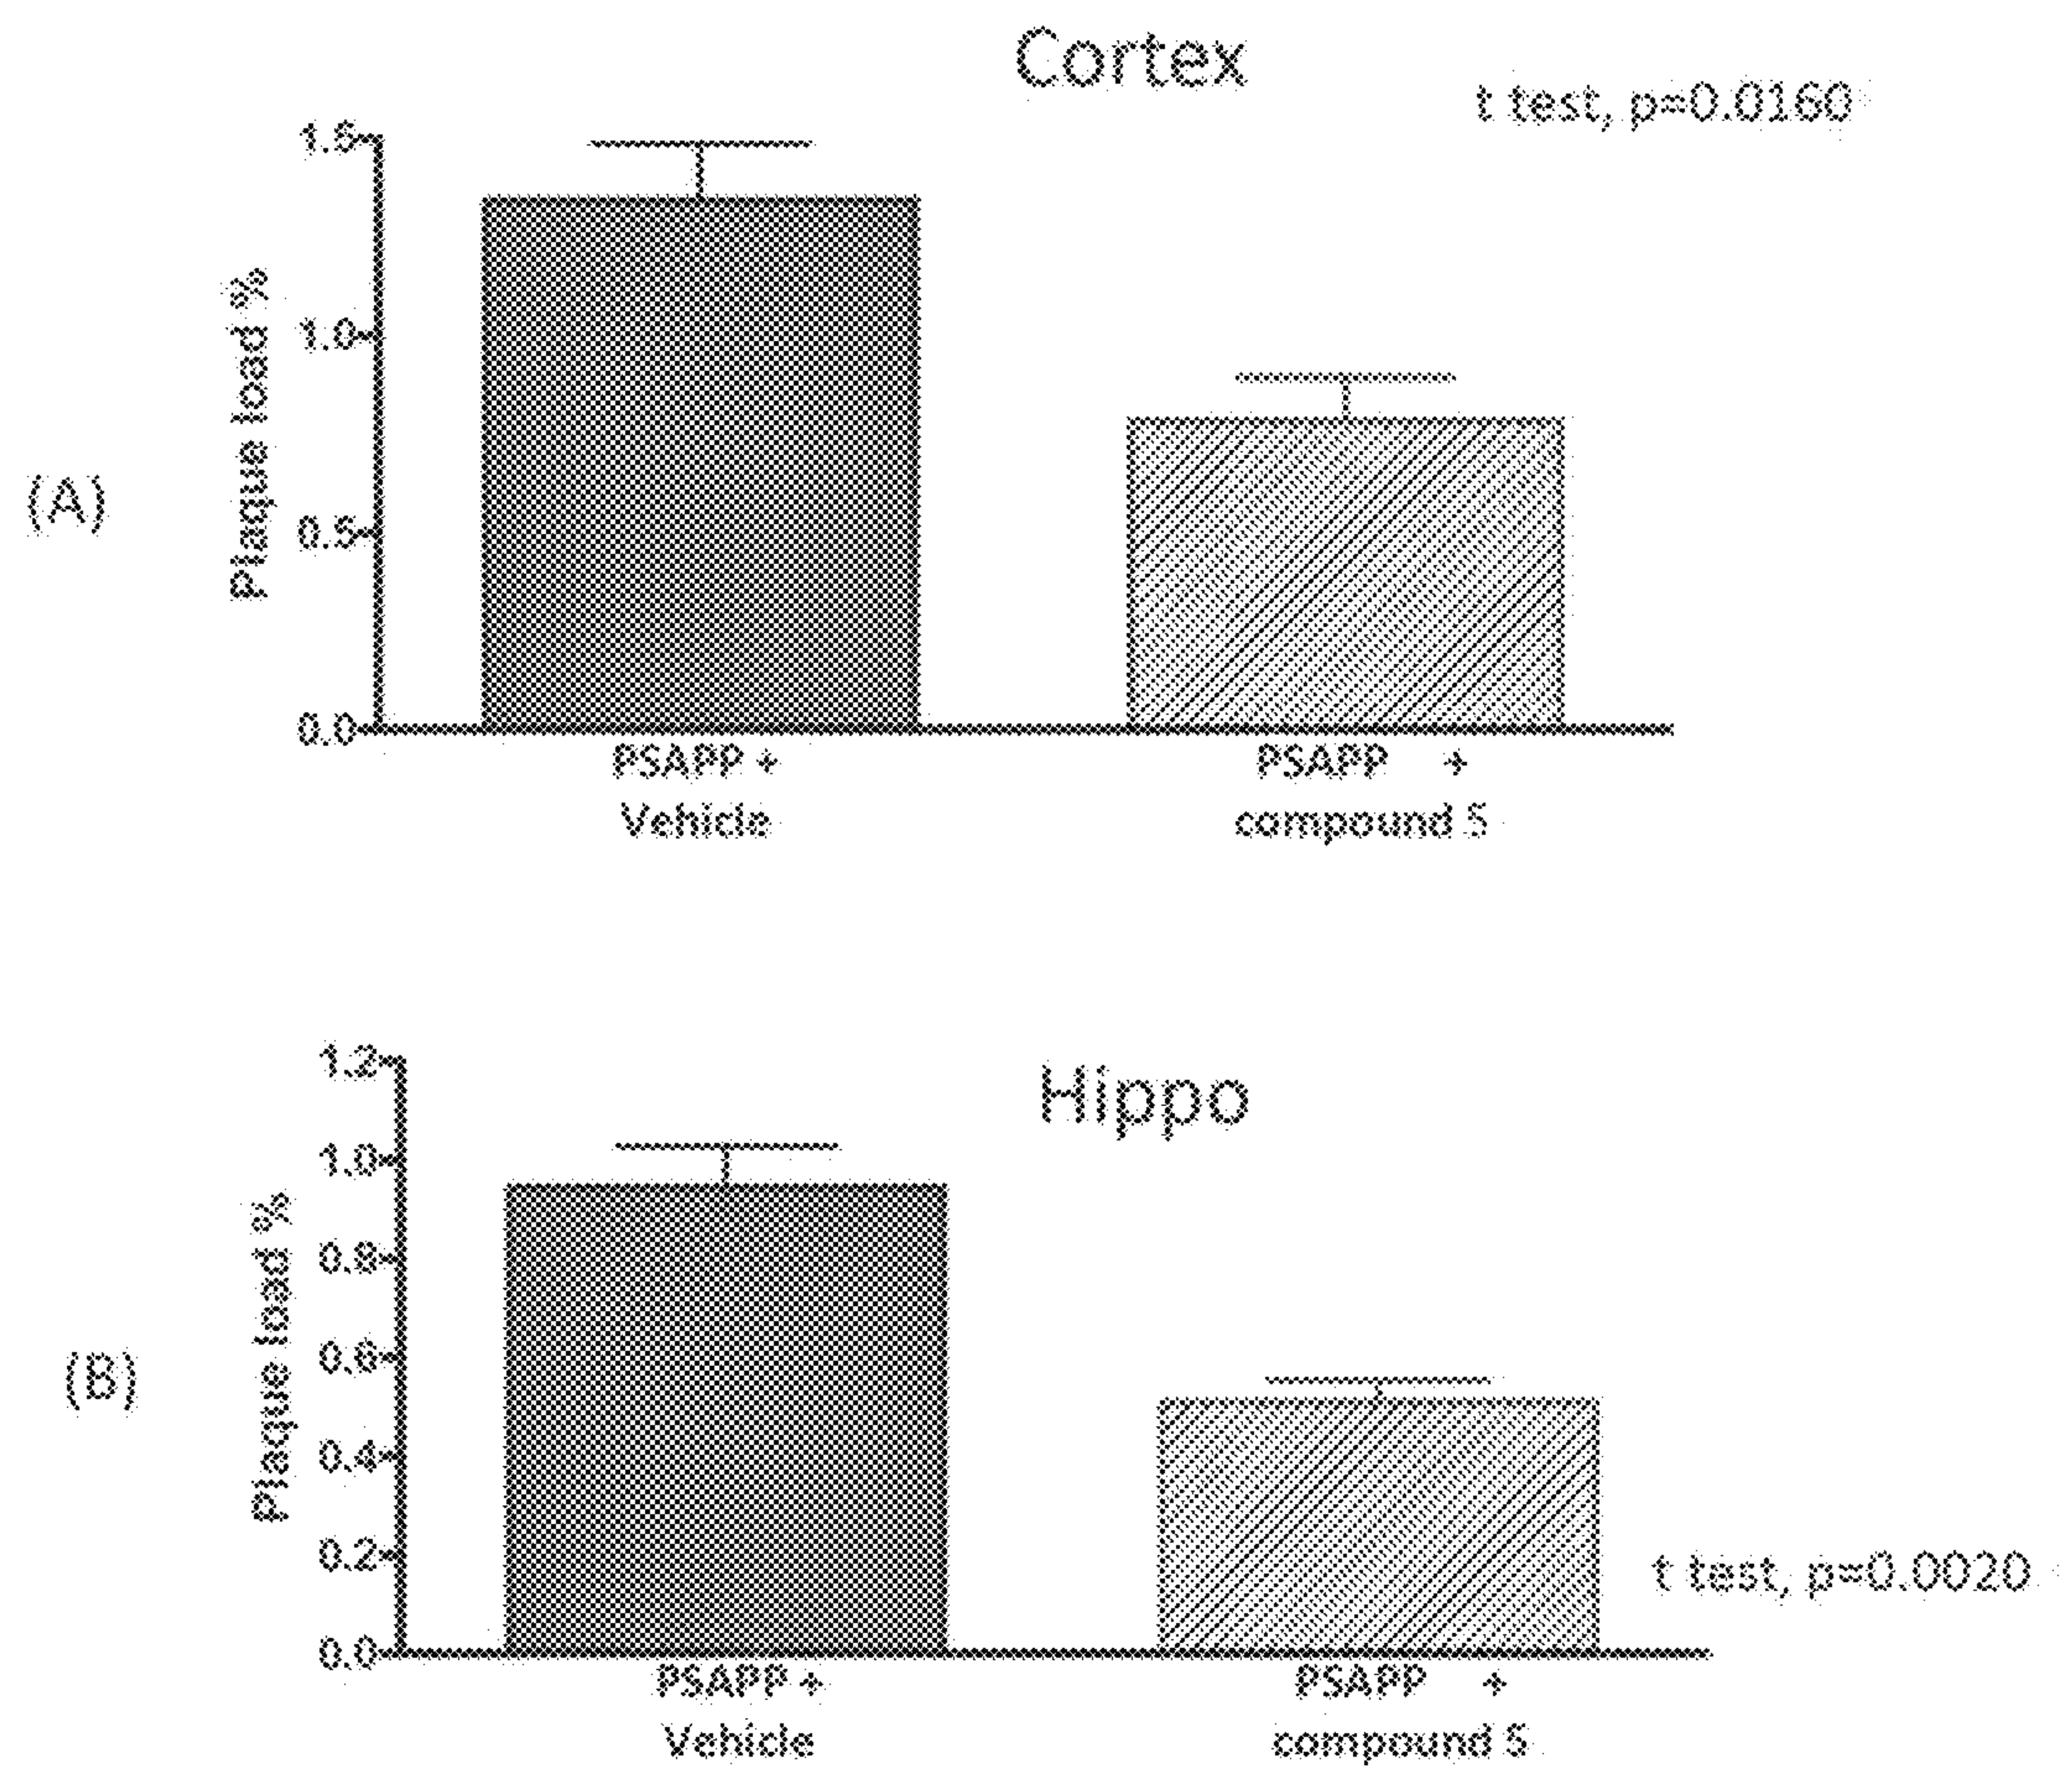 Cortex
t test, p=0.0160
(A)
Plaque load %
1.5
1.0
0.5
0.0
PSAPP +
Vehicle
PSAPP +
compound 5
Hippo
(B)
Plaque load %
1.2
1.0
0.8
0.6
0.4
0.2
0.0
t test, p=0.0020
PSAPP +
Vehicle
PSAPP +
compound 5